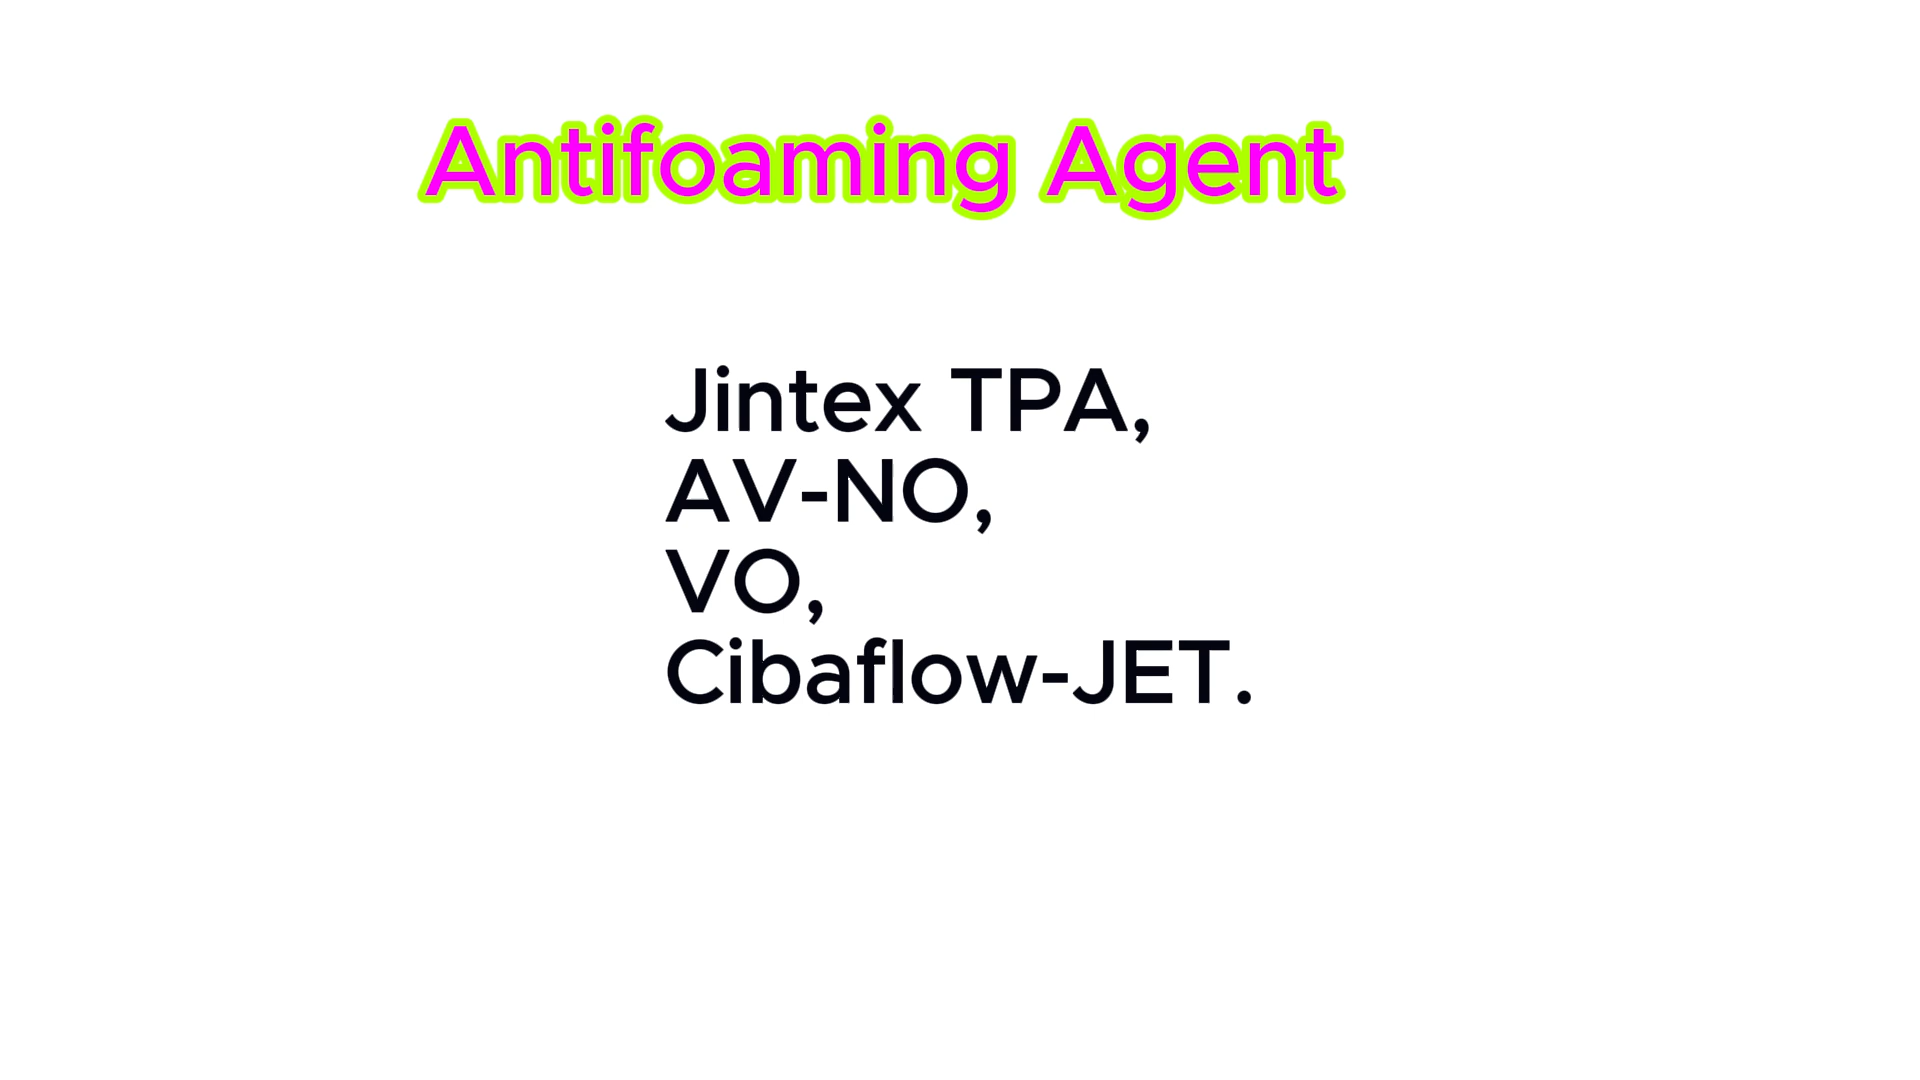 Antifoaming Agent
Jintex TPA,
AV-NO,
VO,
Cibaflow-JET.